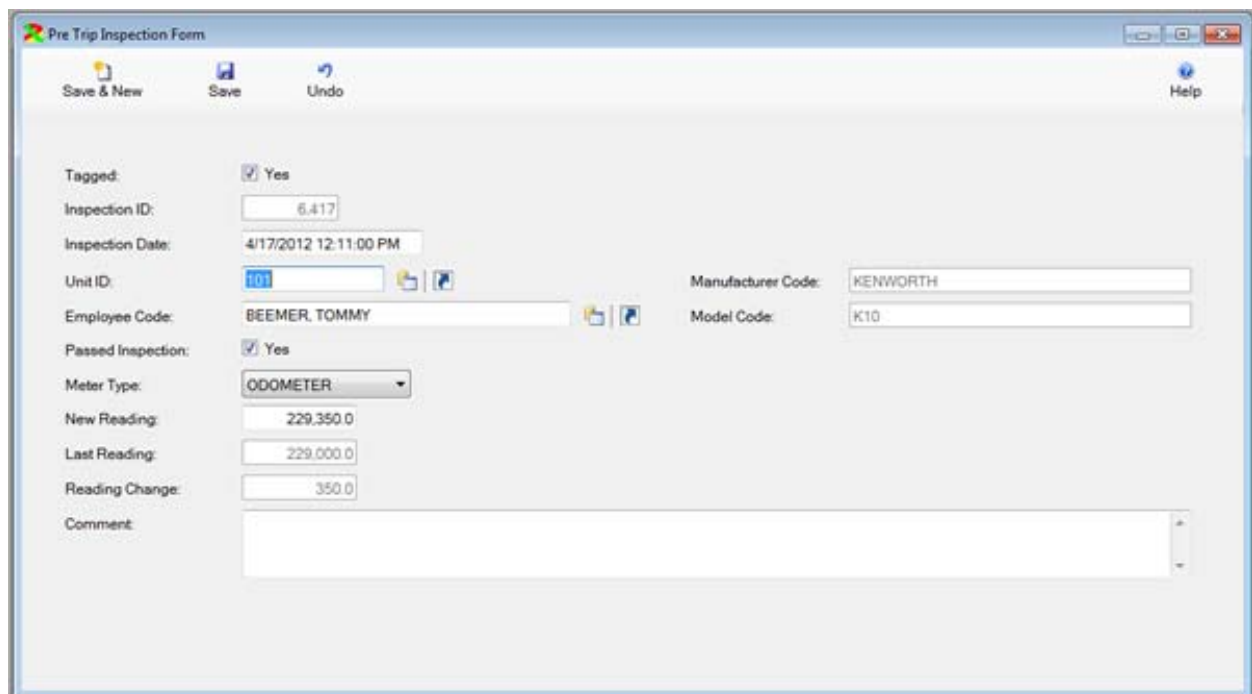 Pre Trip Inspection Form
Save & New Save Undo Help
Tagged: Yes
Inspection ID: 6,417
Inspection Date: 4/17/2012 12:11:00 PM
Unit ID: 101 Manufacturer Code: KENWORTH
Employee Code: BEEMER, TOMMY Model Code: K10
Passed Inspection: Yes
Meter Type: ODOMETER
New Reading: 229,350.0
Last Reading: 229,000.0
Reading Change: 350.0
Comment: